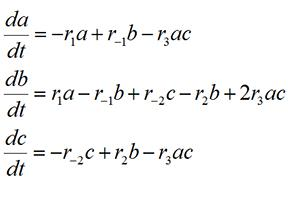 da/dt = −r₁a + r₋₁b − r₃ac
db/dt = r₁a − r₋₁b + r₋₂c − r₂b + 2r₃ac
dc/dt = −r₋₂c + r₂b − r₃ac